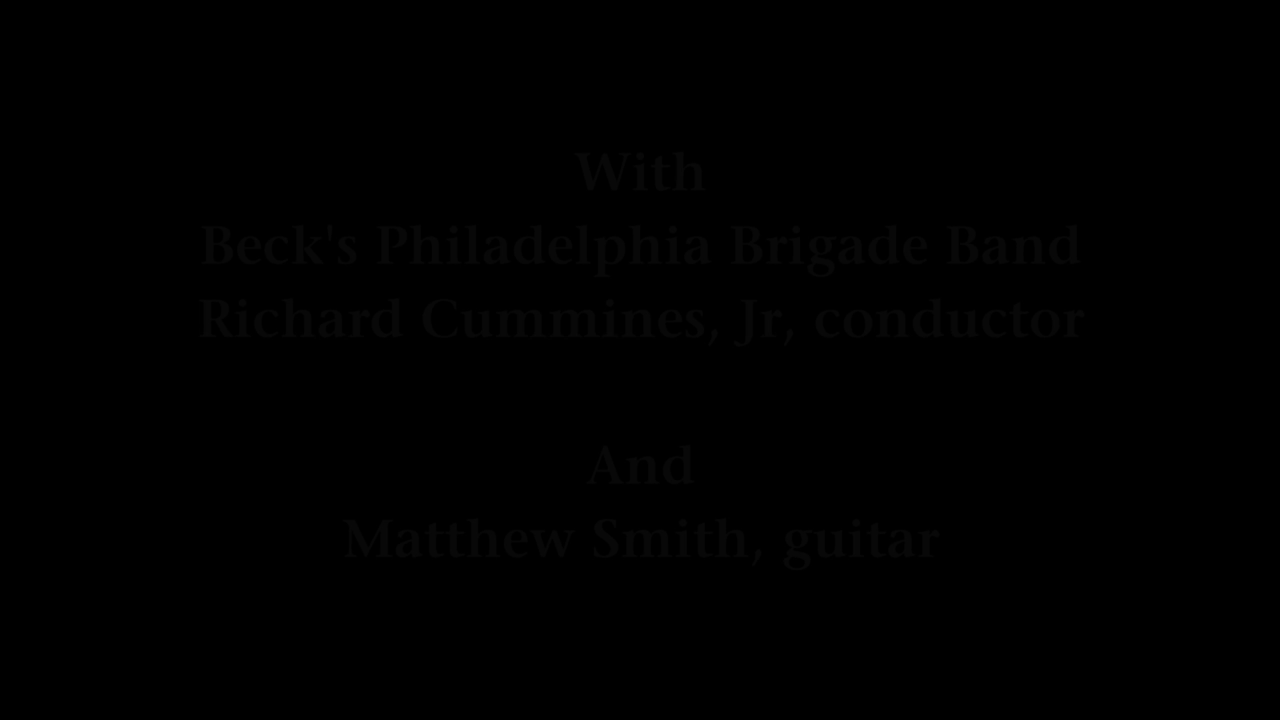 With
Beck's Philadelphia Brigade Band
Richard Cummines, Jr, conductor
And
Matthew Smith, guitar